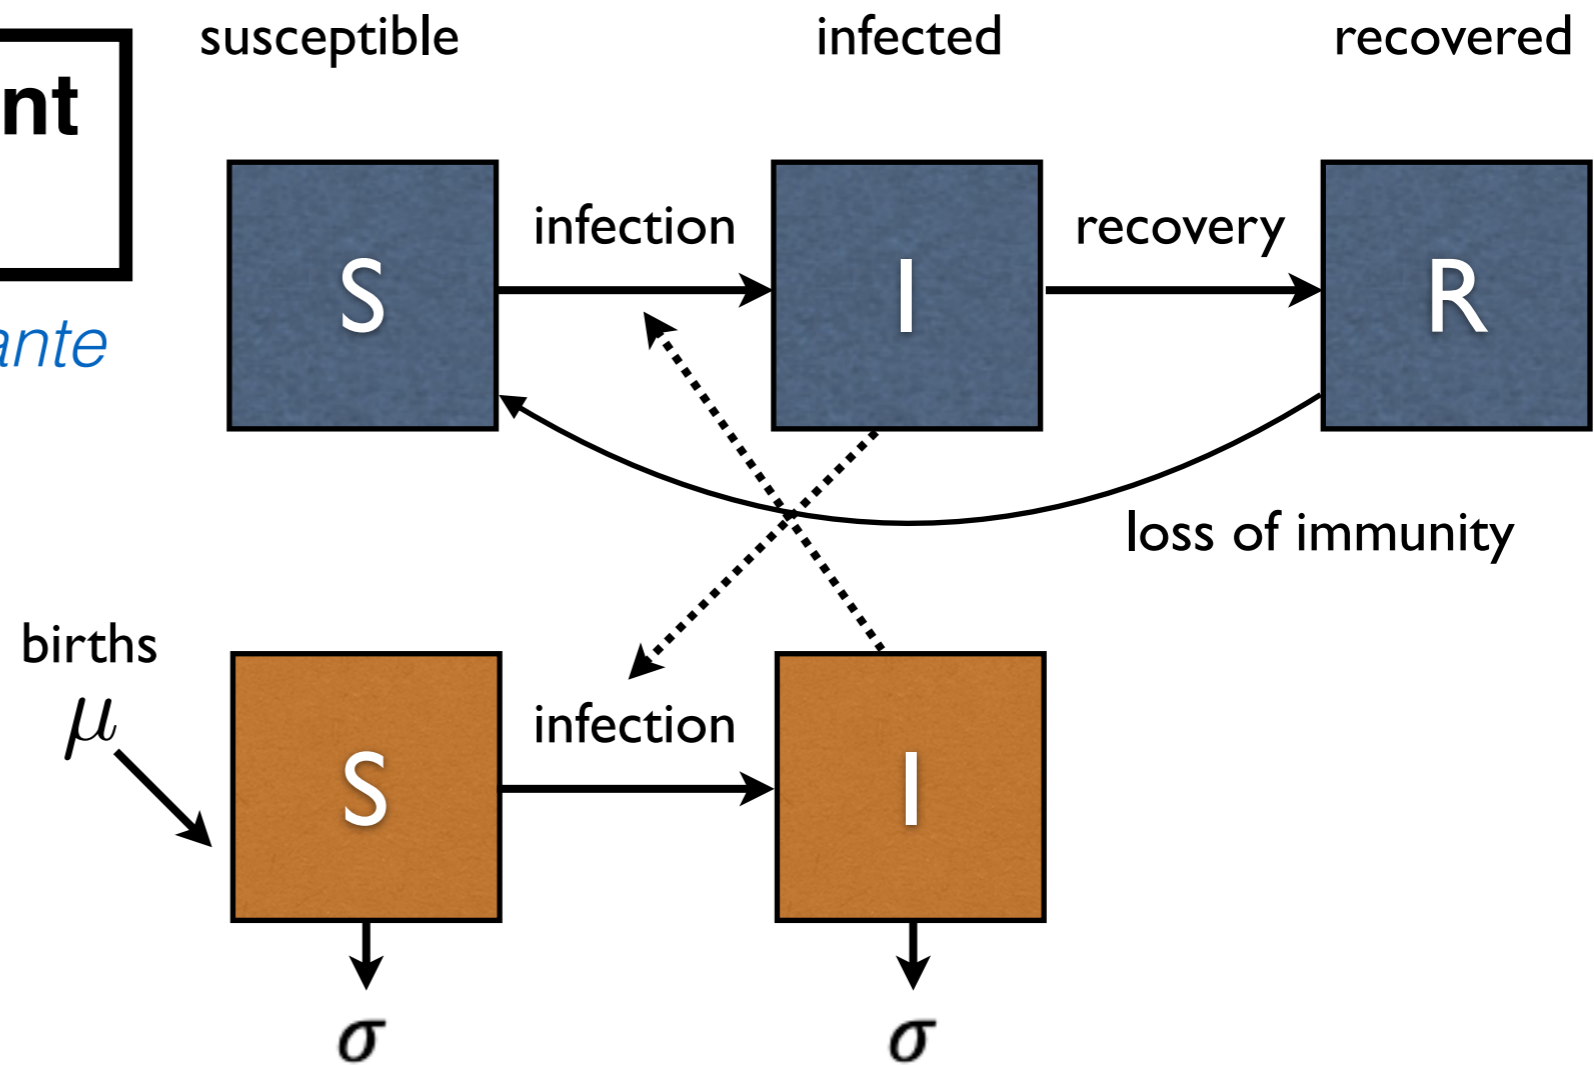 susceptible infected recovered
nt
infection recovery
S I R
ante
loss of immunity
births
μ
infection
S I
σ σ